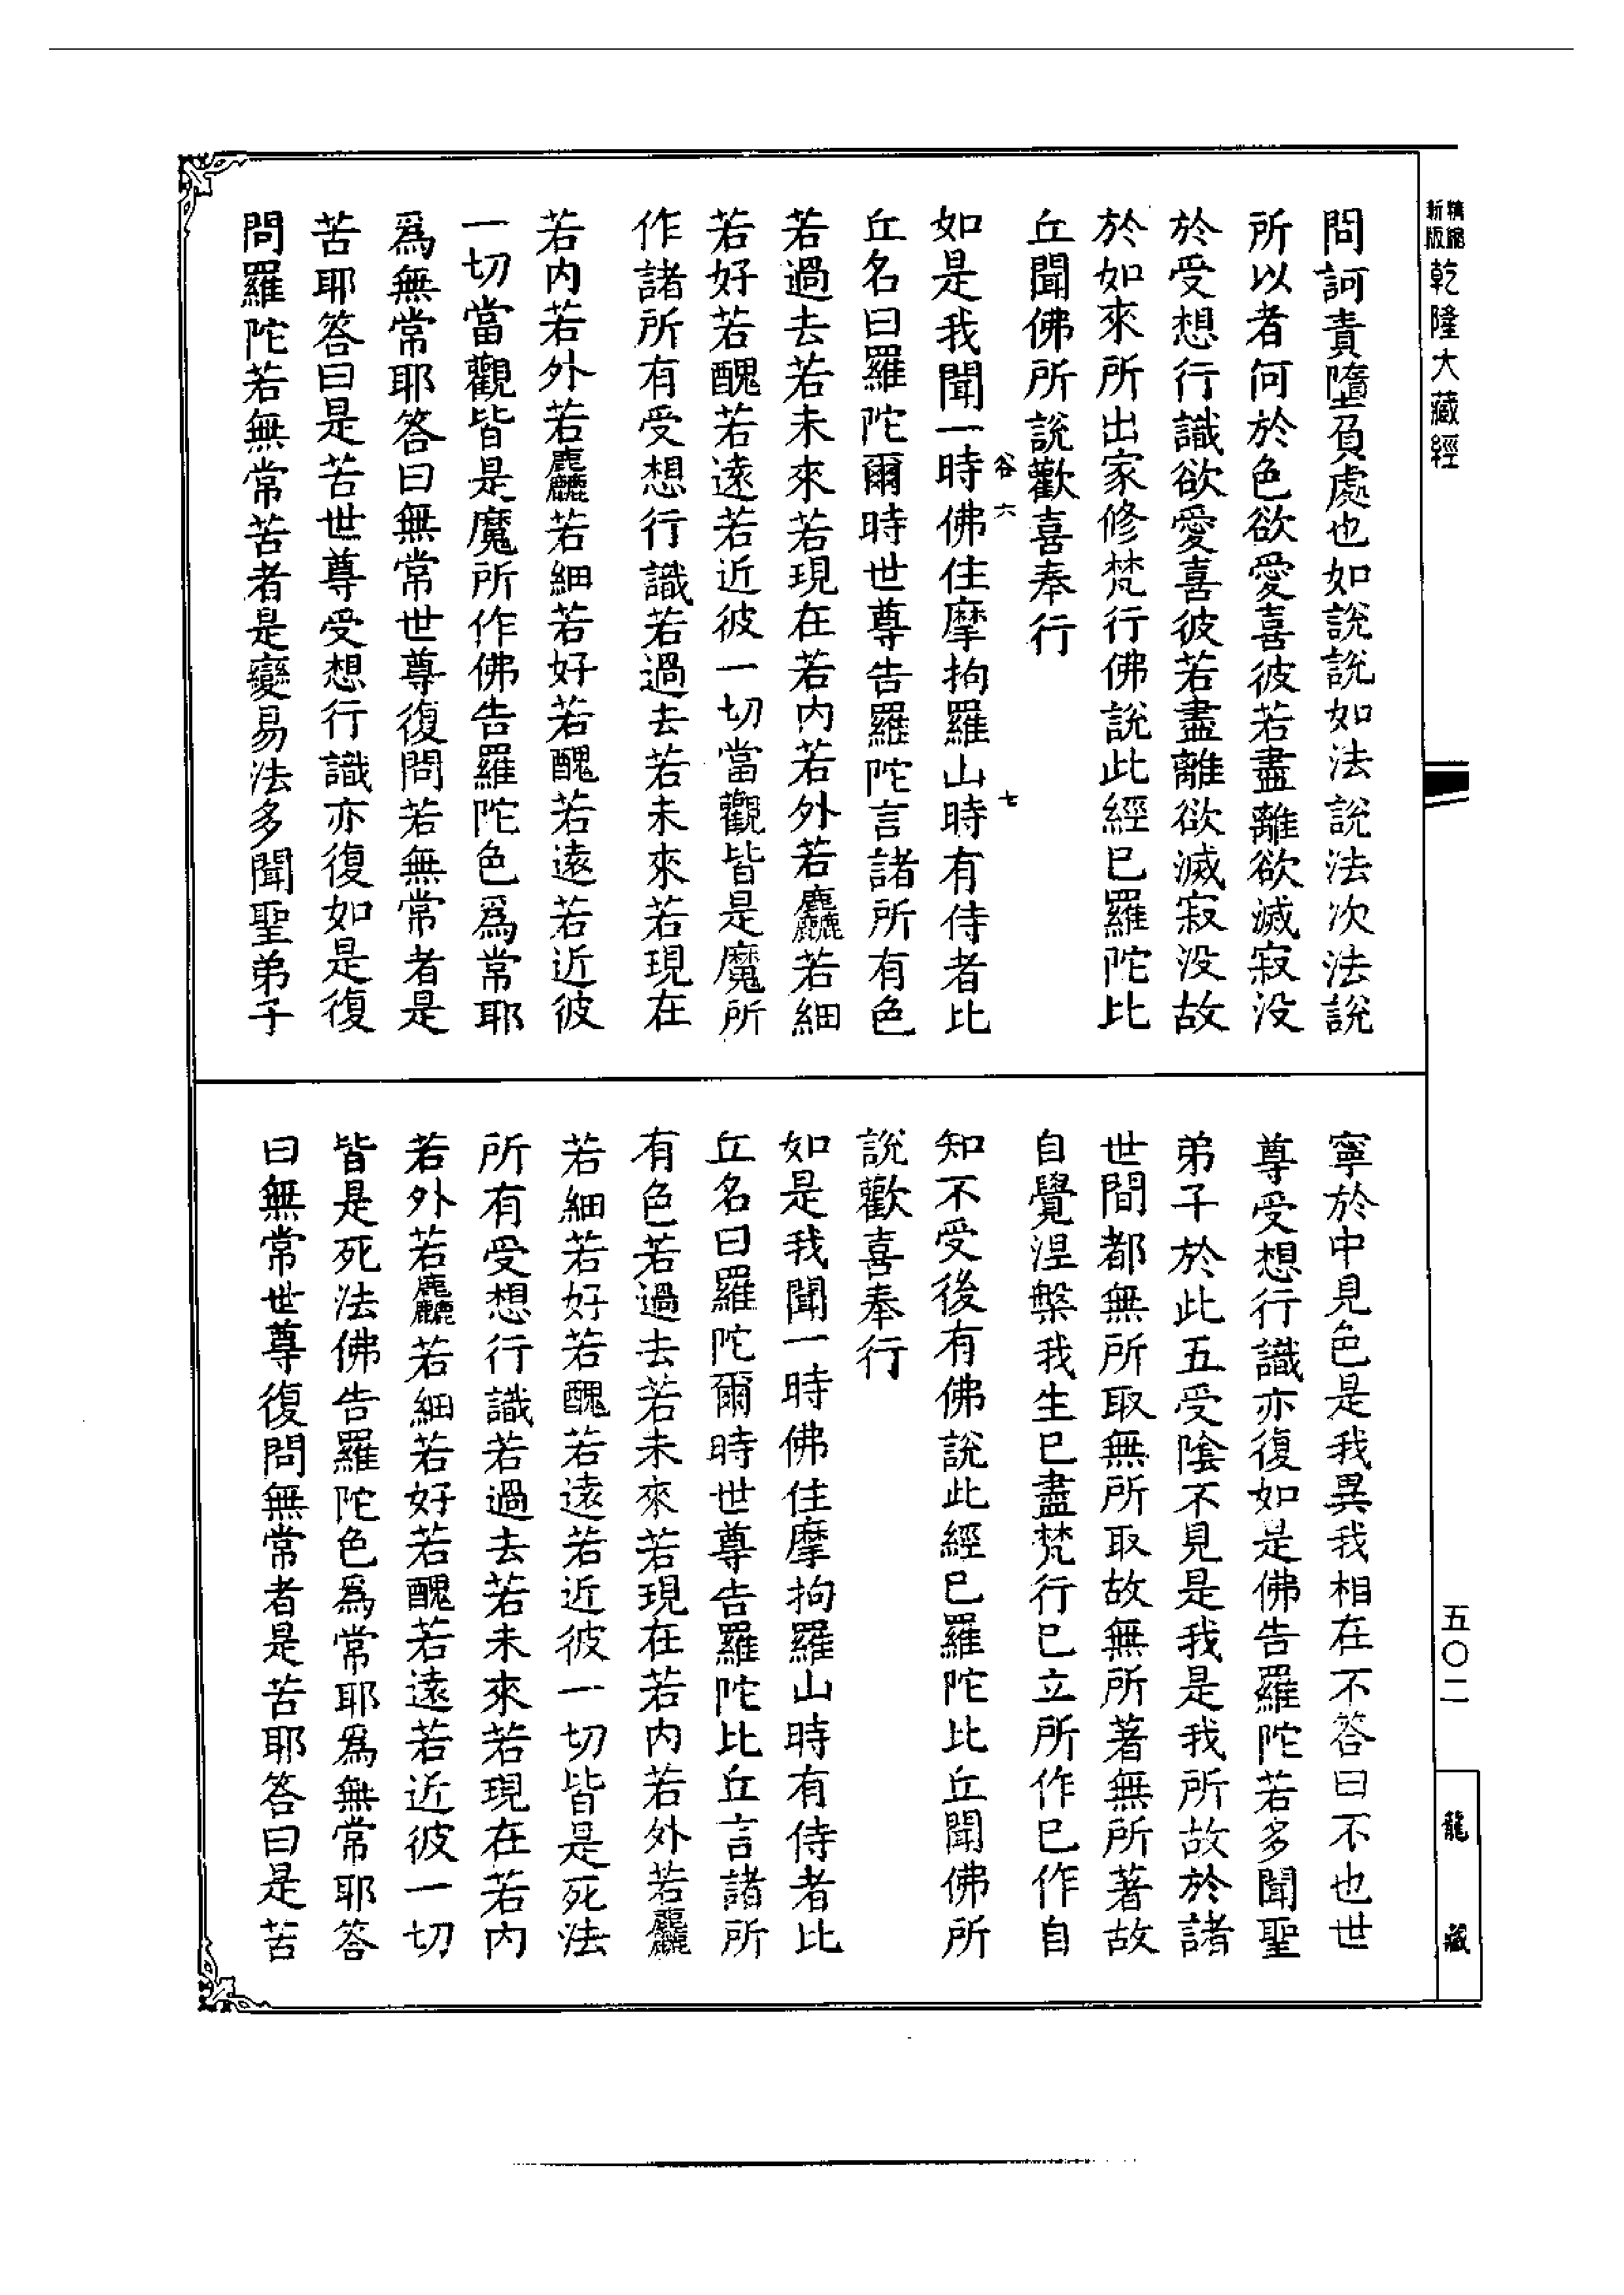 精縮新版乾隆大藏經
問訶責墮負處也如說說如法說法次法說
所以者何於色欲愛喜彼若盡離欲滅寂没
於受想行識欲愛喜彼若盡離欲滅寂没故
於如來所出家修梵行佛說此經已羅陀比
丘聞佛所說歡喜奉行
谷六 七
如是我聞一時佛住摩拘羅山時有侍者比
丘名曰羅陀爾時世尊告羅陀言諸所有色
若過去若未來若現在若内若外若麤若細
若好若醜若遠若近彼一切當觀皆是魔所
作諸所有受想行識若過去若未來若現在
若内若外若麤若細若好若醜若遠若近彼
一切當觀皆是魔所作佛告羅陀色爲常耶
爲無常耶答曰無常世尊復問若無常者是
苦耶答曰是苦世尊受想行識亦復如是復
問羅陀若無常苦者是變易法多聞聖弟子
寧於中見色是我異我相在不答曰不也世
尊受想行識亦復如是佛告羅陀若多聞聖
弟子於此五受陰不見是我是我所故於諸
世間都無所取無所取故無所著無所著故
自覺涅槃我生已盡梵行已立所作已作自
知不受後有佛說此經已羅陀比丘聞佛所
說歡喜奉行
如是我聞一時佛住摩拘羅山時有侍者比
丘名曰羅陀爾時世尊告羅陀比丘言諸所
有色若過去若未來若現在若内若外若麤
若細若好若醜若遠若近彼一切皆是死法
所有受想行識若過去若未來若現在若内
若外若麤若細若好若醜若遠若近彼一切
皆是死法佛告羅陀色爲常耶爲無常耶答
曰無常世尊復問無常者是苦耶答曰是苦
五〇二
龍藏